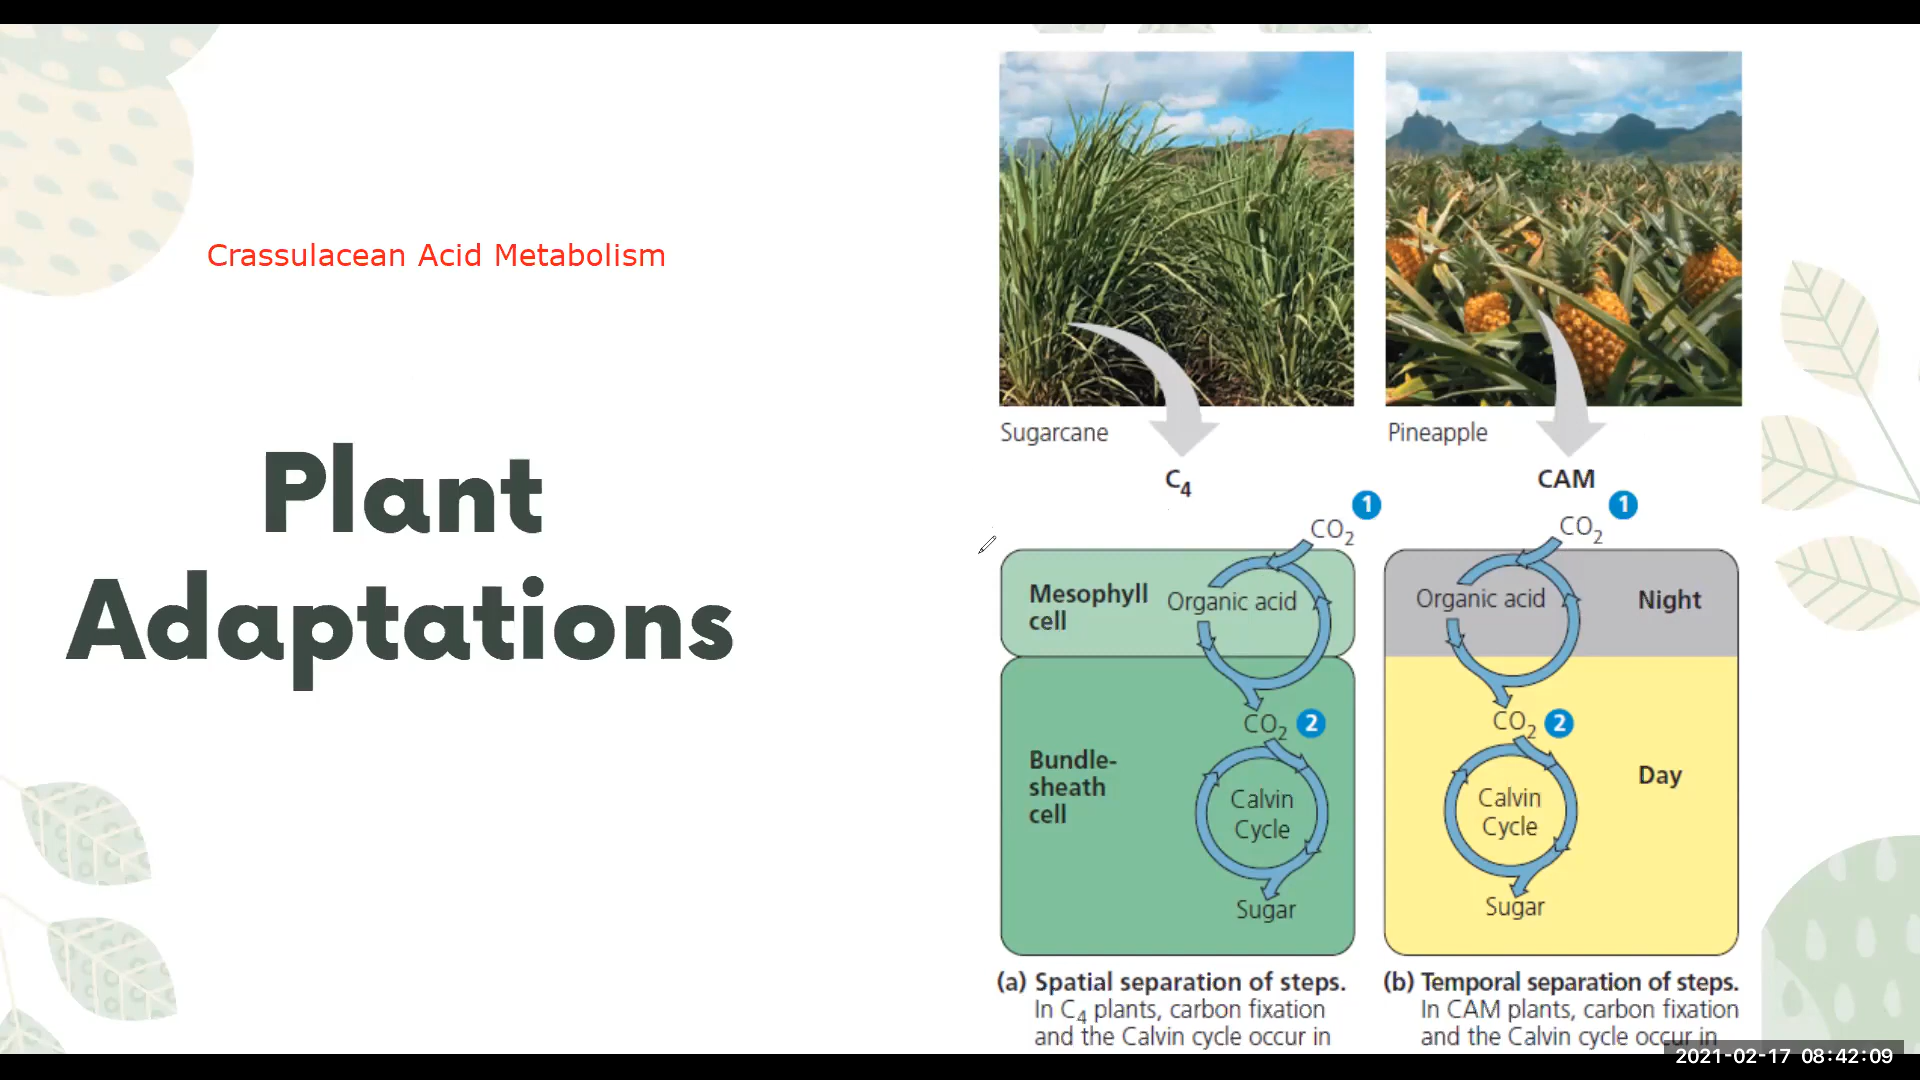 Crassulacean Acid Metabolism
Plant
Adaptations
Sugarcane
Pineapple
C₄
CAM
1
CO₂
1
CO₂
Mesophyll
cell
Organic acid
Organic acid
Night
CO₂ 2
CO₂ 2
Bundle-
sheath
cell
Calvin
Cycle
Calvin
Cycle
Day
Sugar
Sugar
(a) Spatial separation of steps.
In C₄ plants, carbon fixation
and the Calvin cycle occur in
(b) Temporal separation of steps.
In CAM plants, carbon fixation
and the Calvin cycle occur in
2021-02-17 08:42:09